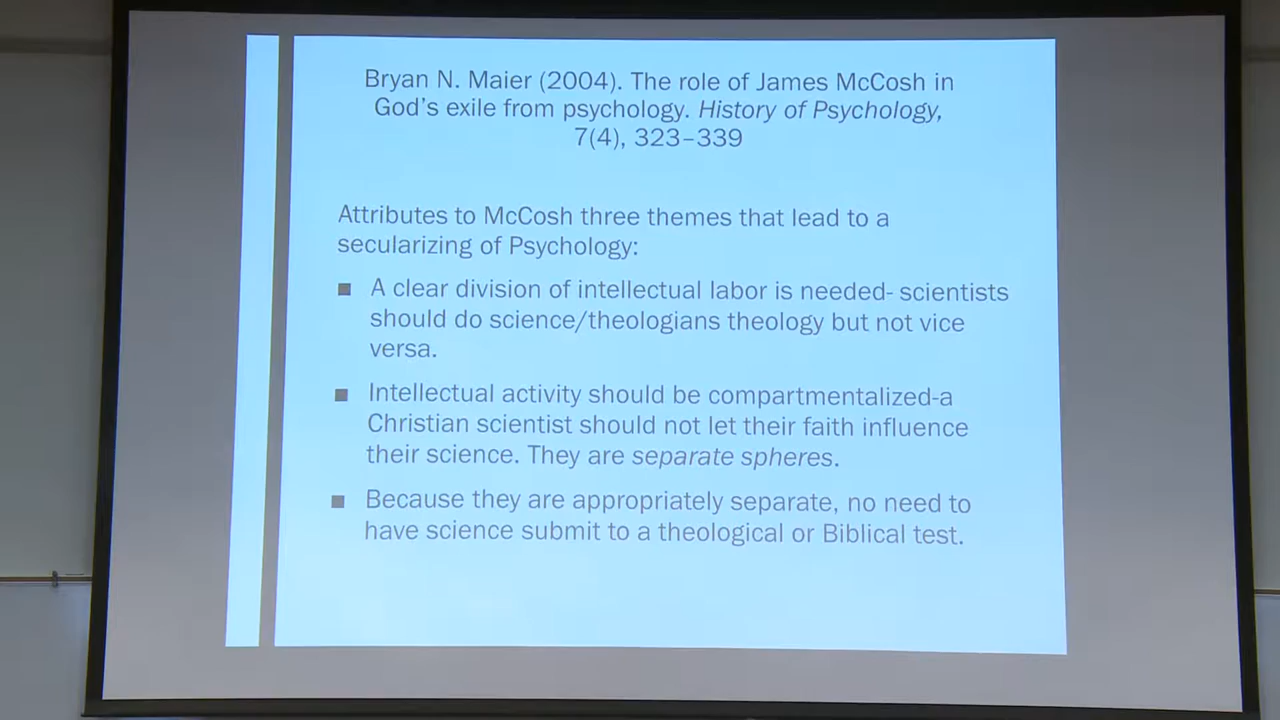 Bryan N. Maier (2004). The role of James McCosh in
God's exile from psychology. History of Psychology,
7(4), 323–339
Attributes to McCosh three themes that lead to a
secularizing of Psychology:
■ A clear division of intellectual labor is needed- scientists
should do science/theologians theology but not vice
versa.
■ Intellectual activity should be compartmentalized-a
Christian scientist should not let their faith influence
their science. They are separate spheres.
■ Because they are appropriately separate, no need to
have science submit to a theological or Biblical test.